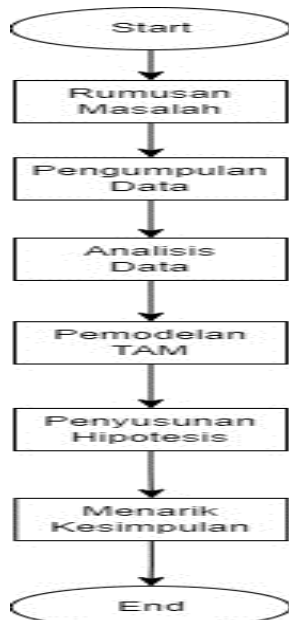 Start
Rumusan
Masalah
Pengumpulan
Data
Analisis
Data
Pemodelan
TAM
Penyusunan
Hipotesis
Menarik
Kesimpulan
End